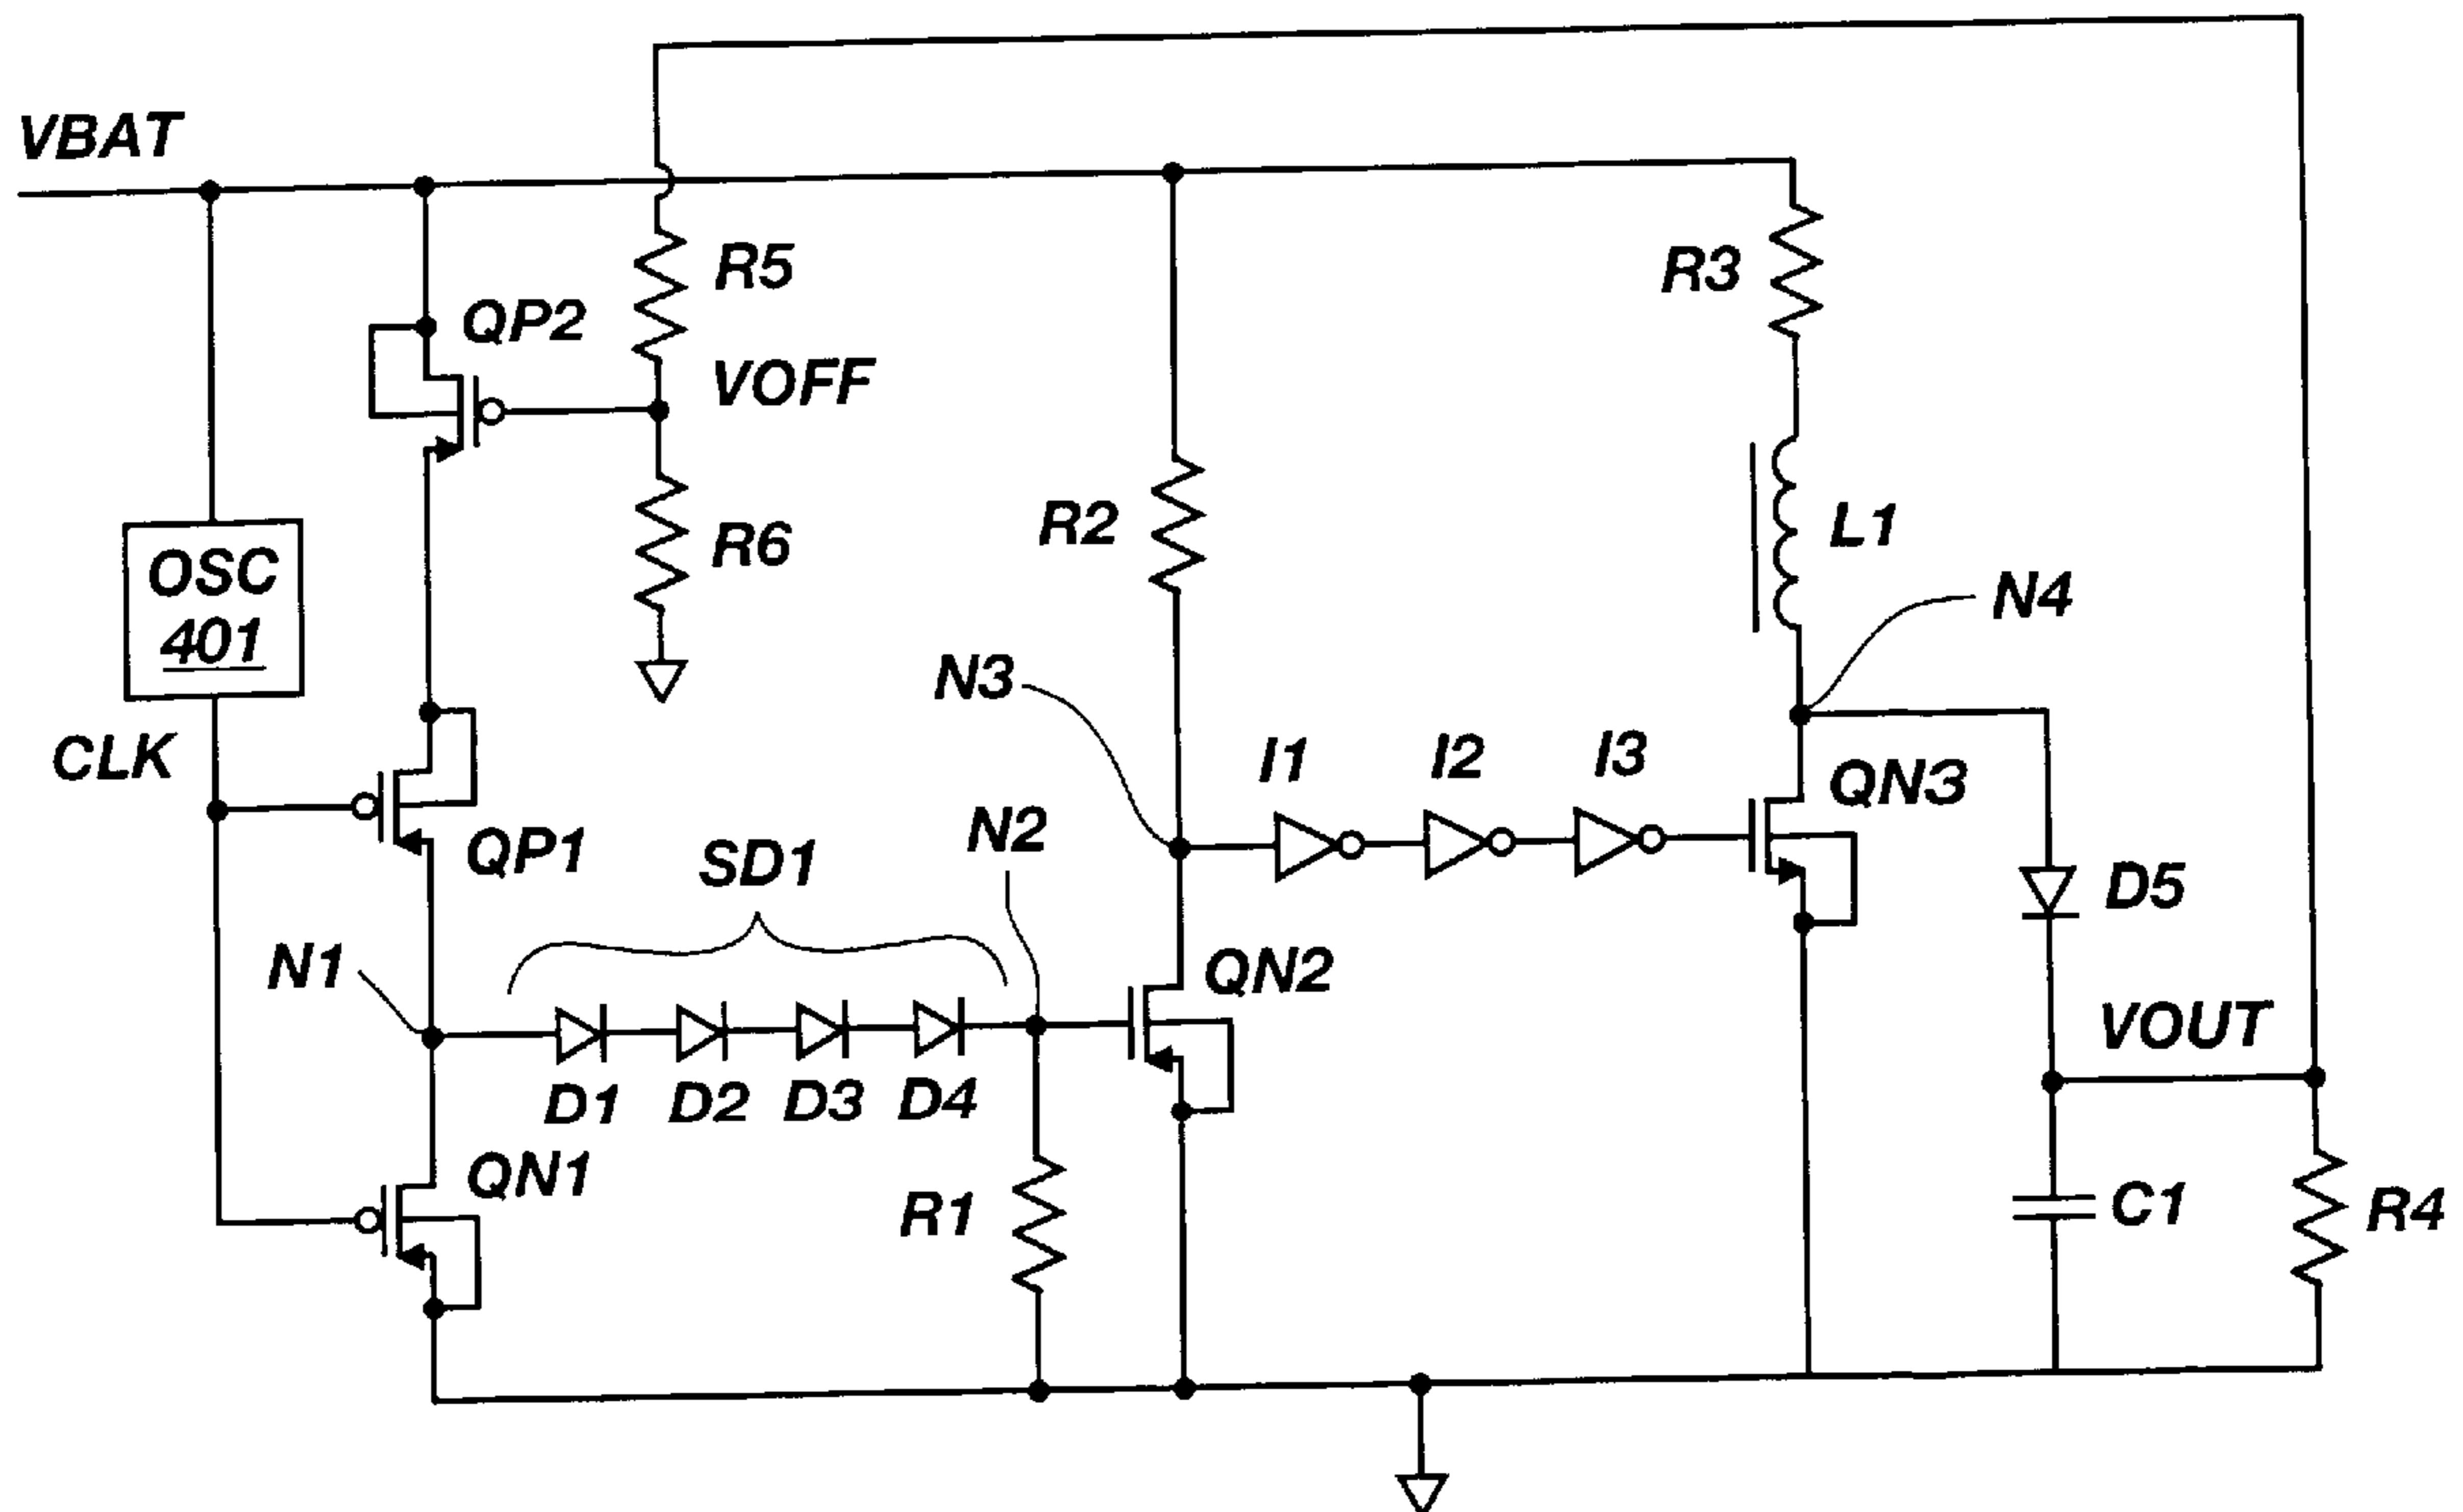 VBAT
R5
R3
QP2
VOFF
R2
R6
L1
OSC
401
N4
N3
CLK
I1
I2
I3
QN3
N2
QP1
SD1
D5
N1
QN2
VOUT
D1
D2
D3
D4
QN1
R1
C1
R4